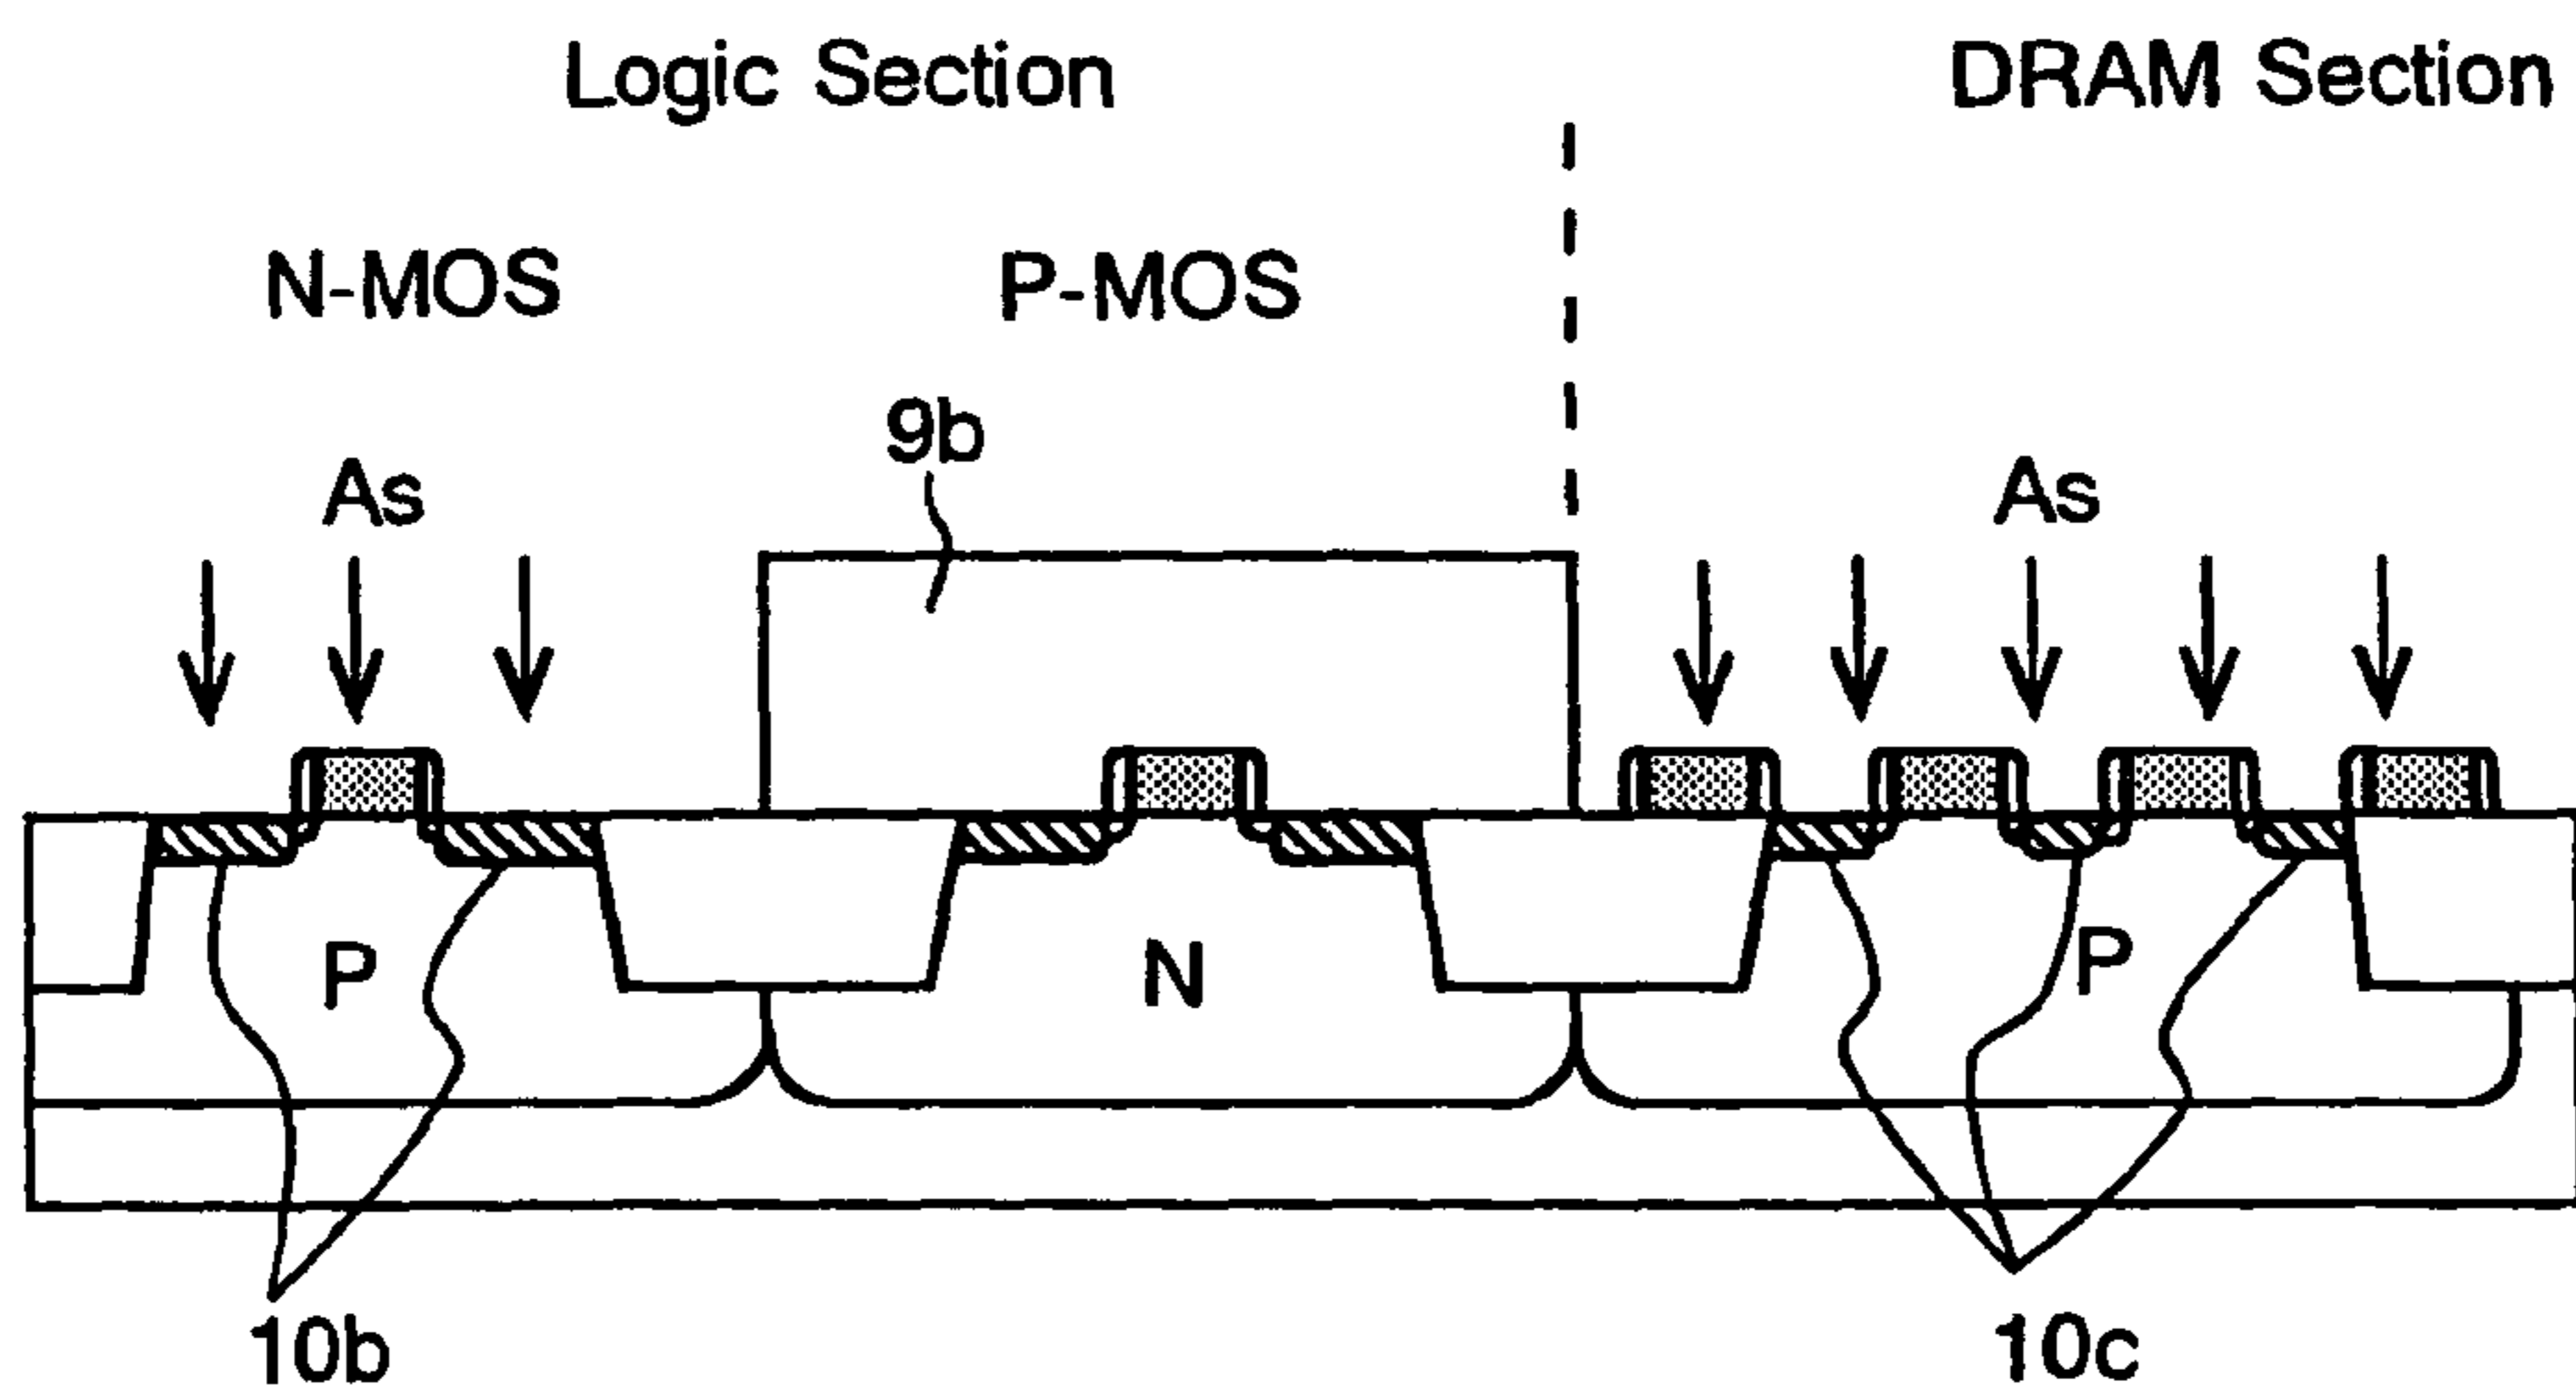 Logic Section
DRAM Section
N-MOS
P-MOS
9b
As
As
P
N
P
10b
10c